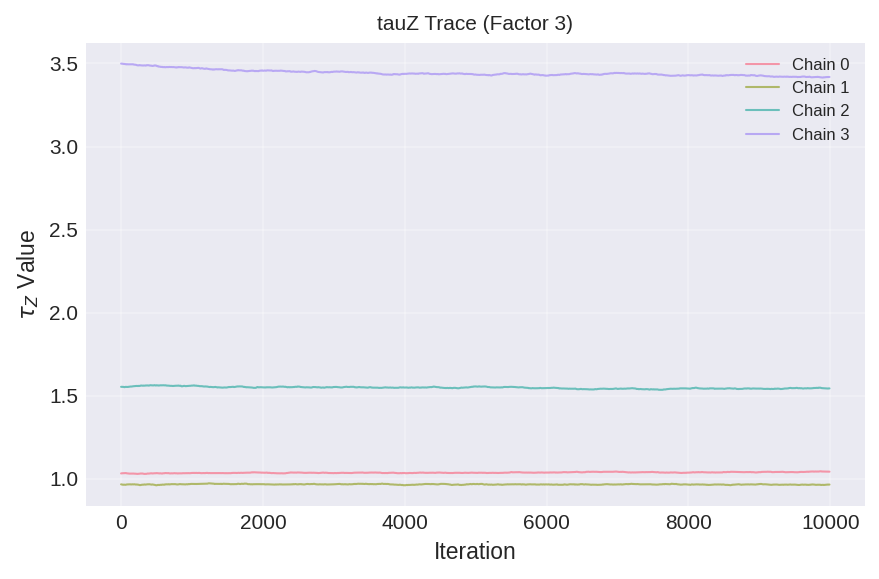 tauZ Trace (Factor 3)
3.5
3.0
2.5
2.0
1.5
1.0
τZ Value
Chain 0
Chain 1
Chain 2
Chain 3
0 2000 4000 6000 8000 10000
Iteration